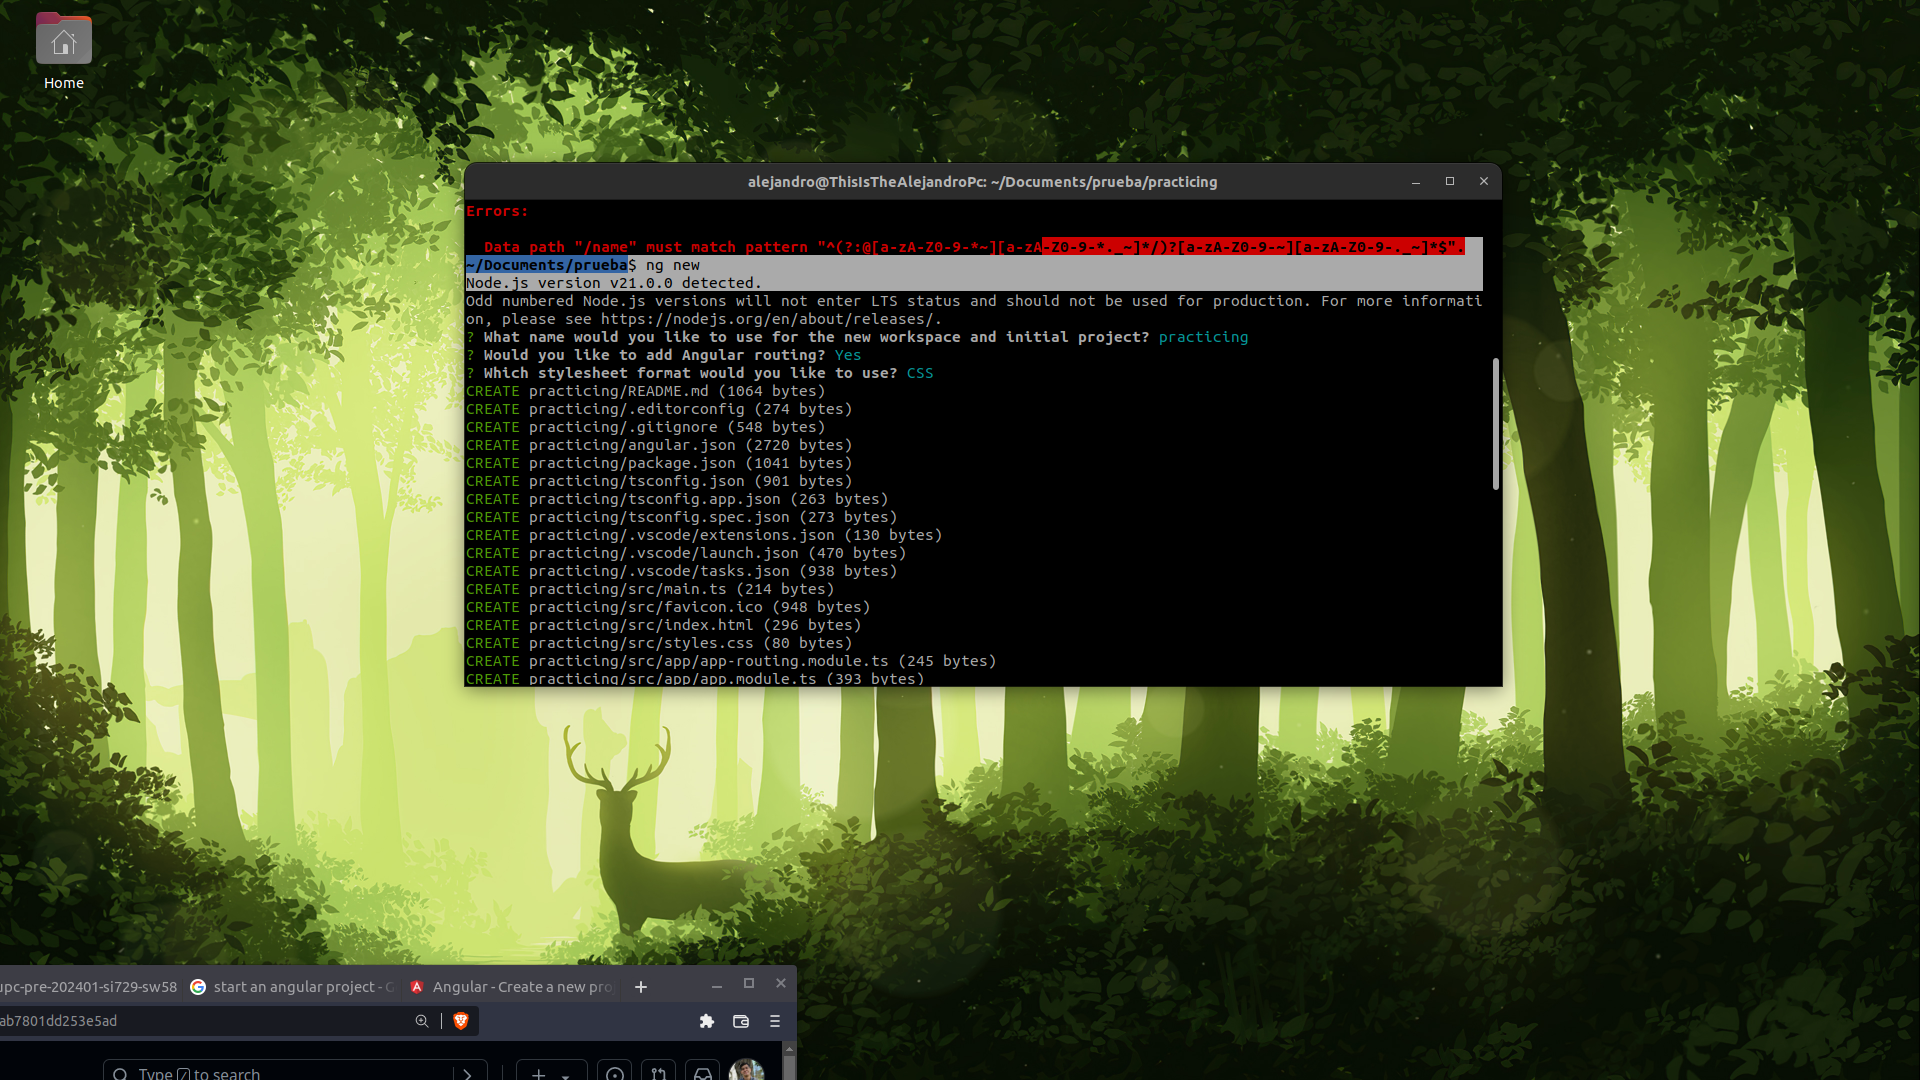 Home
alejandro@ThisIsTheAlejandroPc: ~/Documents/prueba/practicing
Errors:
Data path "/name" must match pattern "^(?:@[a-zA-Z0-9-*~][a-zA-Z0-9-*._~]*/)?[a-zA-Z0-9-~][a-zA-Z0-9-._~]*$".
~/Documents/prueba$ ng new
Node.js version v21.0.0 detected.
Odd numbered Node.js versions will not enter LTS status and should not be used for production. For more informati
on, please see https://nodejs.org/en/about/releases/.
? What name would you like to use for the new workspace and initial project? practicing
? Would you like to add Angular routing? Yes
? Which stylesheet format would you like to use? CSS
CREATE practicing/README.md (1064 bytes)
CREATE practicing/.editorconfig (274 bytes)
CREATE practicing/.gitignore (548 bytes)
CREATE practicing/angular.json (2720 bytes)
CREATE practicing/package.json (1041 bytes)
CREATE practicing/tsconfig.json (901 bytes)
CREATE practicing/tsconfig.app.json (263 bytes)
CREATE practicing/tsconfig.spec.json (273 bytes)
CREATE practicing/.vscode/extensions.json (130 bytes)
CREATE practicing/.vscode/launch.json (470 bytes)
CREATE practicing/.vscode/tasks.json (938 bytes)
CREATE practicing/src/main.ts (214 bytes)
CREATE practicing/src/favicon.ico (948 bytes)
CREATE practicing/src/index.html (296 bytes)
CREATE practicing/src/styles.css (80 bytes)
CREATE practicing/src/app/app-routing.module.ts (245 bytes)
CREATE practicing/src/app/app.module.ts (393 bytes)
upc-pre-202401-si729-sw58 start an angular project - G Angular - Create a new pro
ab7801dd253e5ad
Type / to search